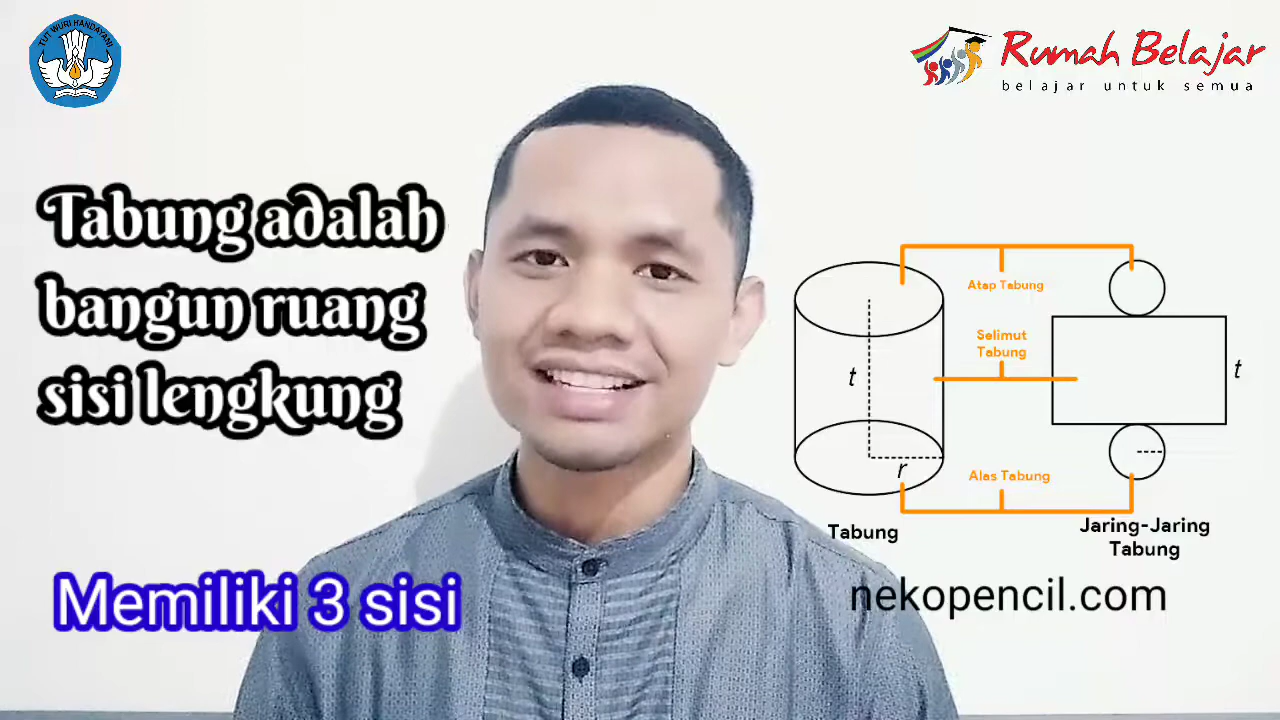 TUT WURI HANDAYANI
Rumah Belajar
belajar untuk semua
Tabung adalah
bangun ruang
sisi lengkung
Memiliki 3 sisi
Atap Tabung
Selimut
Tabung
t
t
r
Alas Tabung
Tabung
Jaring-Jaring
Tabung
nekopencil.com